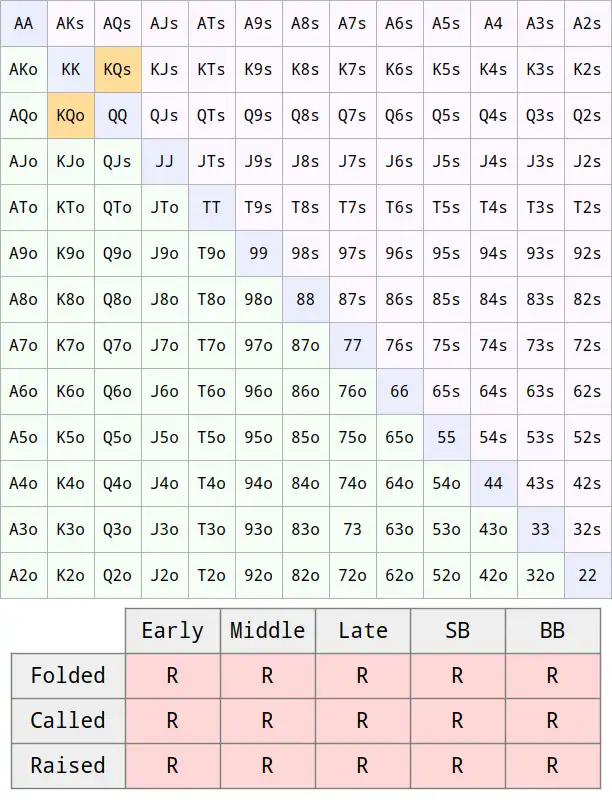 AA AKs AQs AJs ATs A9s A8s A7s A6s A5s A4 A3s A2s
AKo KK KQs KJs KTs K9s K8s K7s K6s K5s K4s K3s K2s
AQo KQo QQ QJs QTs Q9s Q8s Q7s Q6s Q5s Q4s Q3s Q2s
AJo KJo QJs JJ JTs J9s J8s J7s J6s J5s J4s J3s J2s
ATo KTo QTo JTo TT T9s T8s T7s T6s T5s T4s T3s T2s
A9o K9o Q9o J9o T9o 99 98s 97s 96s 95s 94s 93s 92s
A8o K8o Q8o J8o T8o 98o 88 87s 86s 85s 84s 83s 82s
A7o K7o Q7o J7o T7o 97o 87o 77 76s 75s 74s 73s 72s
A6o K6o Q6o J6o T6o 96o 86o 76o 66 65s 64s 63s 62s
A5o K5o Q5o J5o T5o 95o 85o 75o 65o 55 54s 53s 52s
A4o K4o Q4o J4o T4o 94o 84o 74o 64o 54o 44 43s 42s
A3o K3o Q3o J3o T3o 93o 83o 73 63o 53o 43o 33 32s
A2o K2o Q2o J2o T2o 92o 82o 72o 62o 52o 42o 32o 22
Early Middle Late SB BB
Folded R R R R R
Called R R R R R
Raised R R R R R